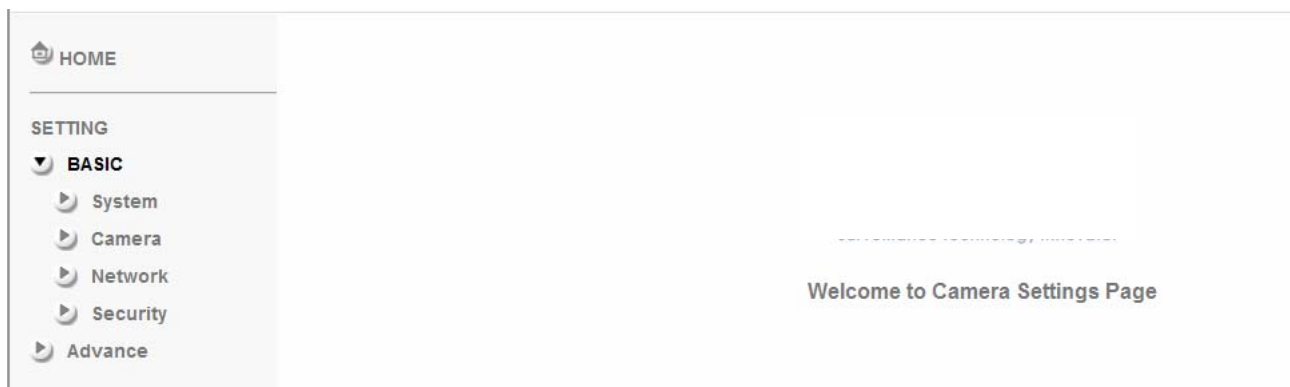 HOME
SETTING
BASIC
System
Camera
Network
Security
Advance
Welcome to Camera Settings Page